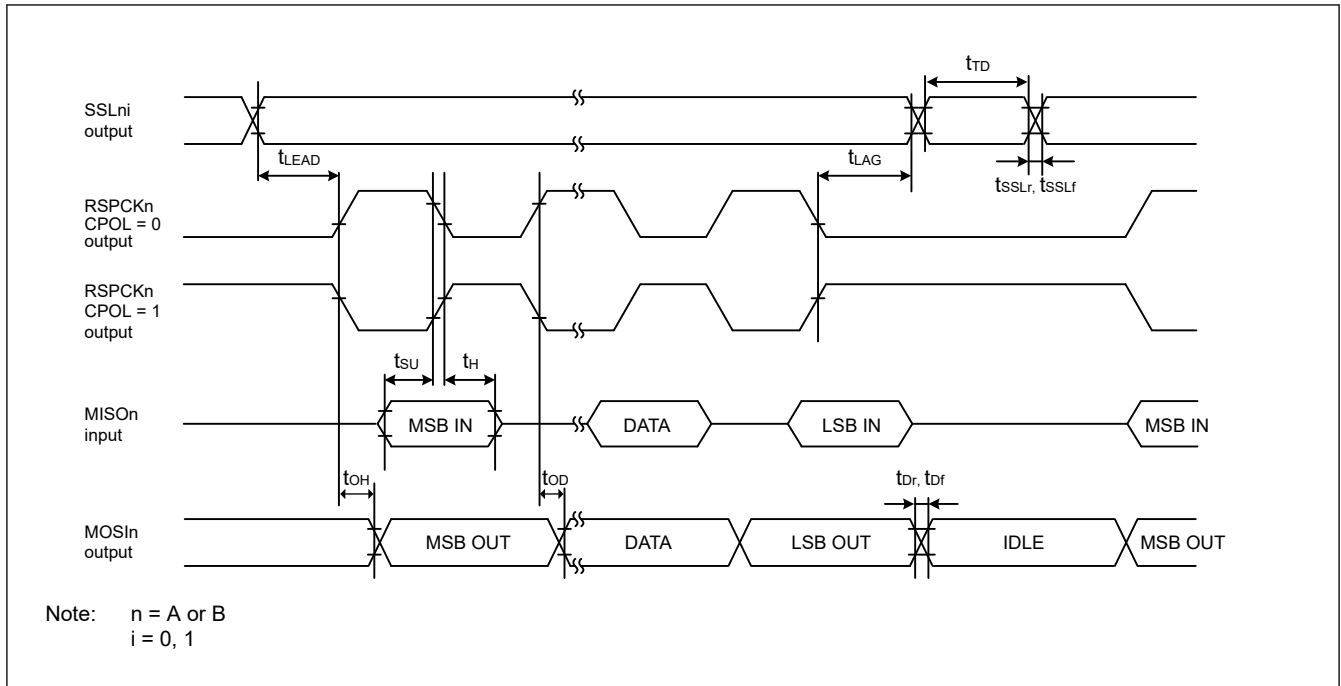 tTD
SSLni
output
tLEAD
tLAG
tSSLr, tSSLf
RSPCKn
CPOL = 0
output
RSPCKn
CPOL = 1
output
tSU
tH
MISOn
input
MSB IN
DATA
LSB IN
MSB IN
tOH
tOD
tDr, tDf
MOSIn
output
MSB OUT
DATA
LSB OUT
IDLE
MSB OUT
Note: n = A or B
i = 0, 1